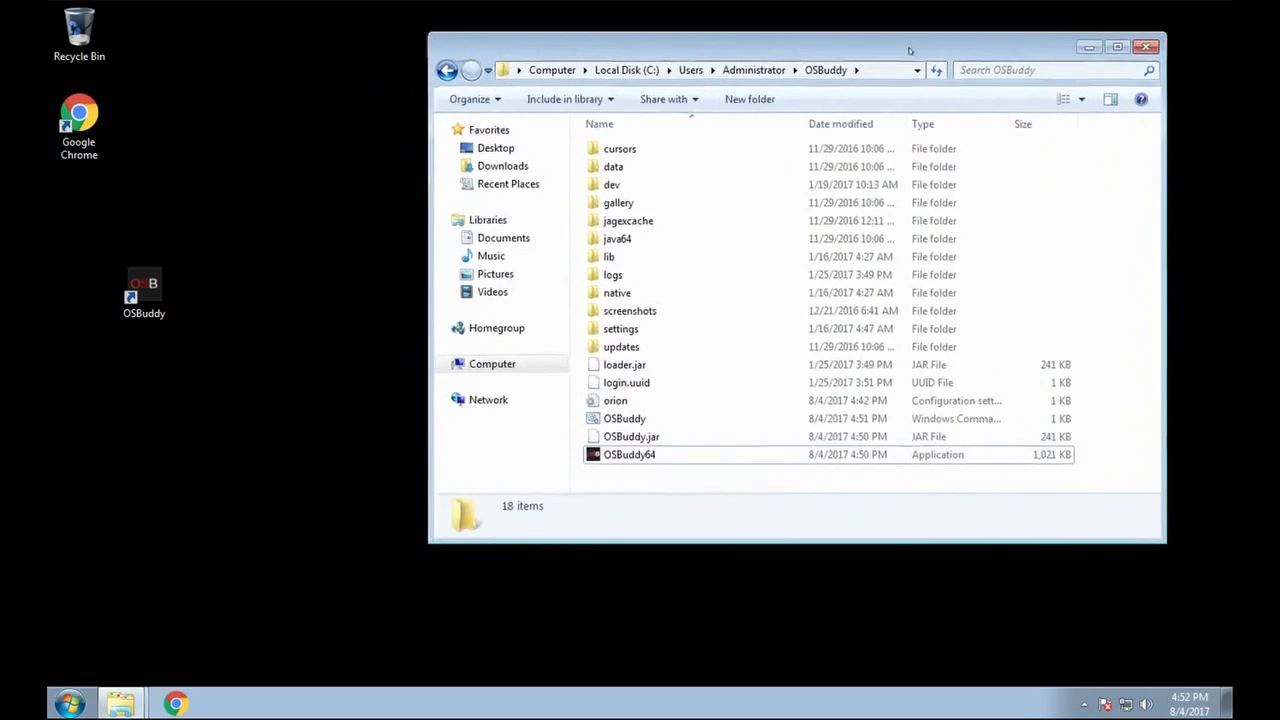 Recycle Bin
Google
Chrome
OSB
OSBuddy
Computer Local Disk (C:) Users Administrator OSBuddy
Search OSBuddy
Organize Include in library Share with New folder
Favorites
Desktop
Downloads
Recent Places
Libraries
Documents
Music
Pictures
Videos
Homegroup
Computer
Network
Name Date modified Type Size
cursors 11/29/2016 10:06 ... File folder
data 11/29/2016 10:06 ... File folder
dev 1/19/2017 10:13 AM File folder
gallery 11/29/2016 10:06 ... File folder
jagexcache 11/29/2016 12:11 ... File folder
java64 11/29/2016 10:06 ... File folder
lib 1/16/2017 4:27 AM File folder
logs 1/25/2017 3:49 PM File folder
native 1/16/2017 4:27 AM File folder
screenshots 12/21/2016 6:41 AM File folder
settings 1/16/2017 4:47 AM File folder
updates 11/29/2016 10:06 ... File folder
loader.jar 1/25/2017 3:49 PM JAR File 241 KB
login.uuid 1/25/2017 3:51 PM UUID File 1 KB
orion 8/4/2017 4:42 PM Configuration sett... 1 KB
OSBuddy 8/4/2017 4:51 PM Windows Comma... 1 KB
OSBuddy.jar 8/4/2017 4:50 PM JAR File 241 KB
OSBuddy64 8/4/2017 4:50 PM Application 1,021 KB
18 items
4:52 PM
8/4/2017